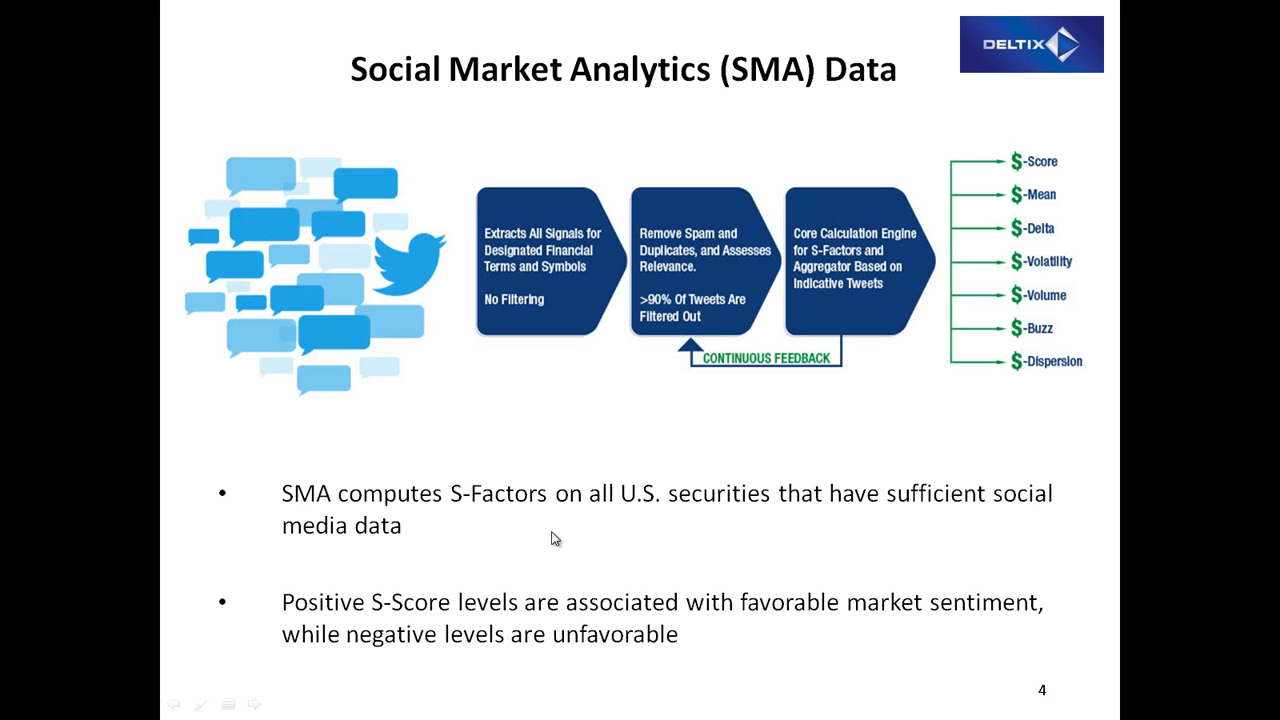 DELTIX
Social Market Analytics (SMA) Data
Extracts All Signals for
Designated Financial
Terms and Symbols
No Filtering
Remove Spam and
Duplicates, and Assesses
Relevance.
>90% Of Tweets Are
Filtered Out
Core Calculation Engine
for S-Factors and
Aggregator Based on
Indicative Tweets
CONTINUOUS FEEDBACK
$-Score
$-Mean
$-Delta
$-Volatility
$-Volume
$-Buzz
$-Dispersion
• SMA computes S-Factors on all U.S. securities that have sufficient social
media data
• Positive S-Score levels are associated with favorable market sentiment,
while negative levels are unfavorable
4